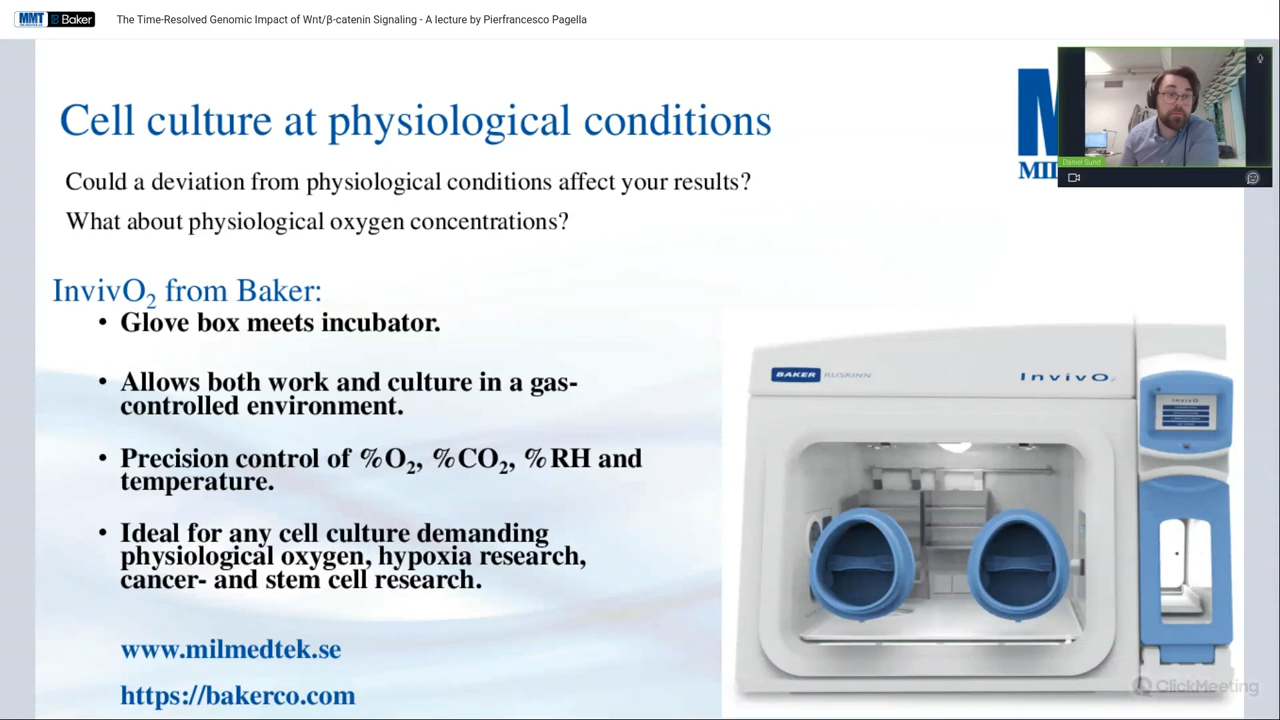 MMT Baker The Time-Resolved Genomic Impact of Wnt/β-catenin Signaling - A lecture by Pierfrancesco Pagella
Cell culture at physiological conditions
Could a deviation from physiological conditions affect your results?
What about physiological oxygen concentrations?
Daniel Sund
InvivO₂ from Baker:
• Glove box meets incubator.
• Allows both work and culture in a gas-
controlled environment.
• Precision control of %O₂, %CO₂, %RH and
temperature.
• Ideal for any cell culture demanding
physiological oxygen, hypoxia research,
cancer- and stem cell research.
www.milmedtek.se
https://bakerco.com
BAKER RUSKINN
InvivO₂
InvivO
ClickMeeting